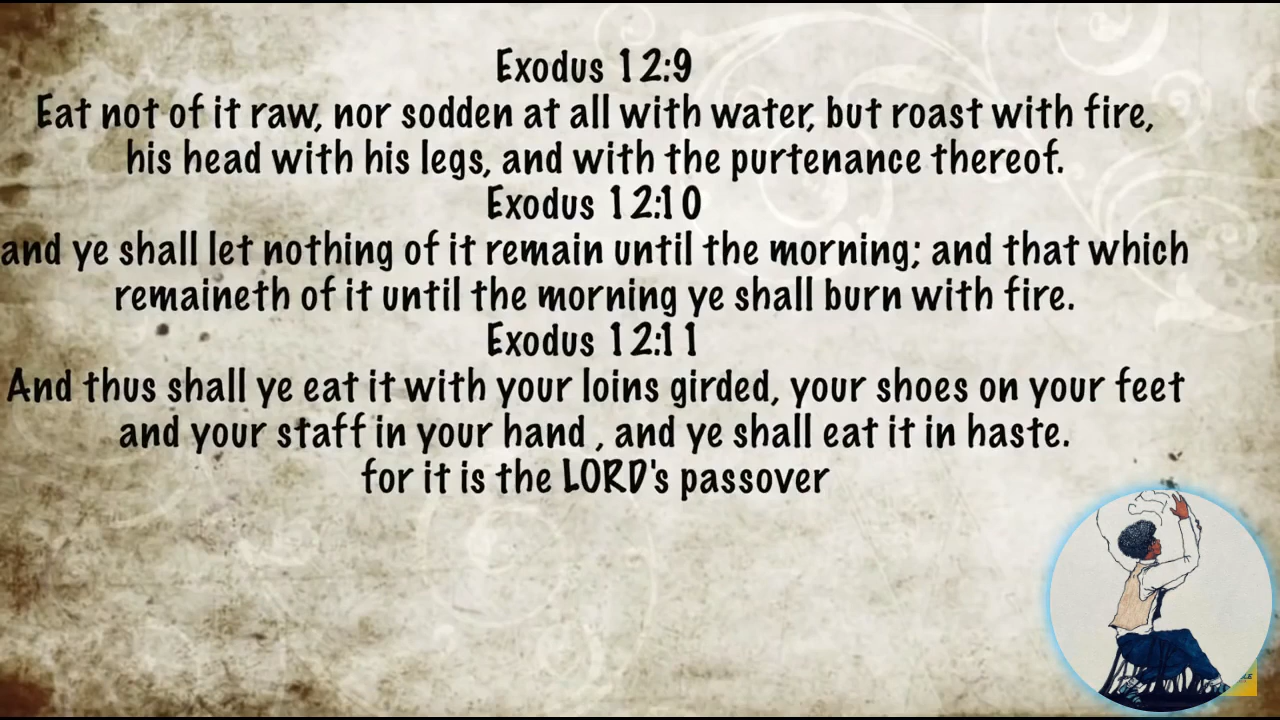 Exodus 12:9
Eat not of it raw, nor sodden at all with water, but roast with fire,
his head with his legs, and with the purtenance thereof.
Exodus 12:10
and ye shall let nothing of it remain until the morning; and that which
remaineth of it until the morning ye shall burn with fire.
Exodus 12:11
And thus shall ye eat it with your loins girded, your shoes on your feet
and your staff in your hand , and ye shall eat it in haste.
for it is the LORD's passover